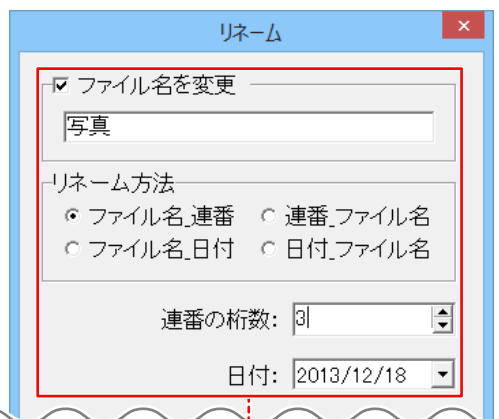 リネーム
ファイル名を変更
写真
リネーム方法
ファイル名_連番 連番_ファイル名
ファイル名_日付 日付_ファイル名
連番の桁数: 3
日付: 2013/12/18